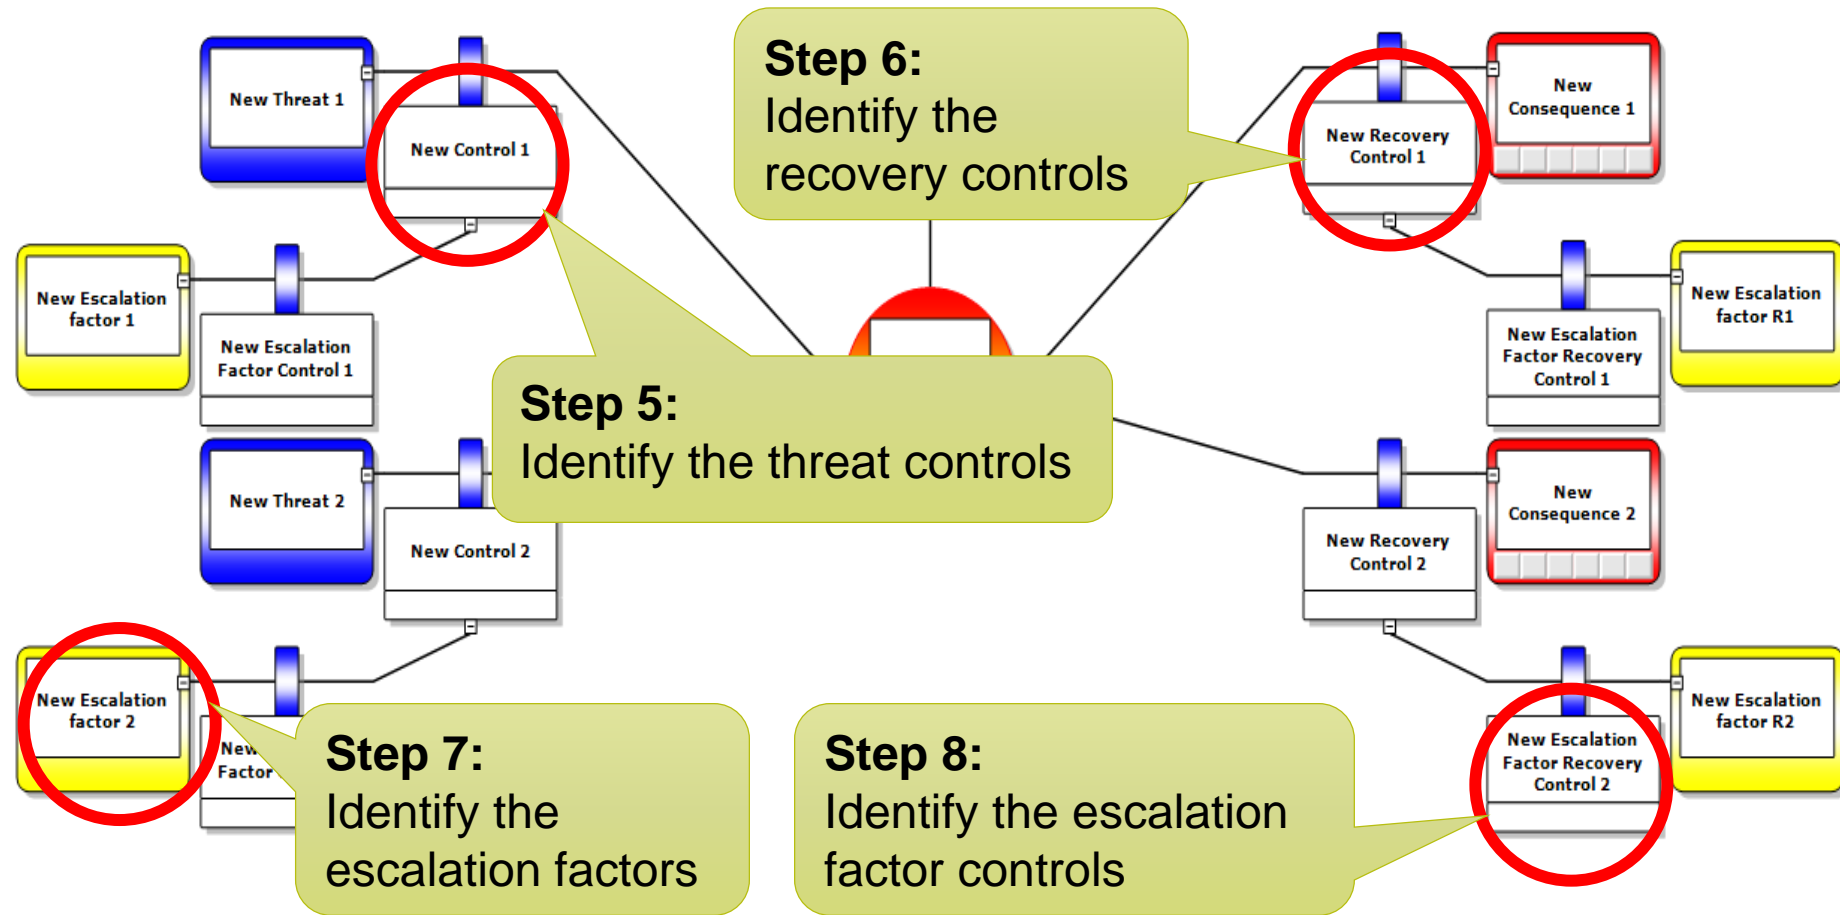 New Threat 1
New Control 1
New Escalation
factor 1
New Escalation
Factor Control 1
New Threat 2
New Control 2
New Escalation
factor 2
New
Factor
Step 5:
Identify the threat controls
Step 6:
Identify the
recovery controls
Step 7:
Identify the
escalation factors
Step 8:
Identify the escalation
factor controls
New Recovery
Control 1
New
Consequence 1
New Escalation
Factor Recovery
Control 1
New Escalation
factor R1
New Recovery
Control 2
New
Consequence 2
New Escalation
Factor Recovery
Control 2
New Escalation
factor R2